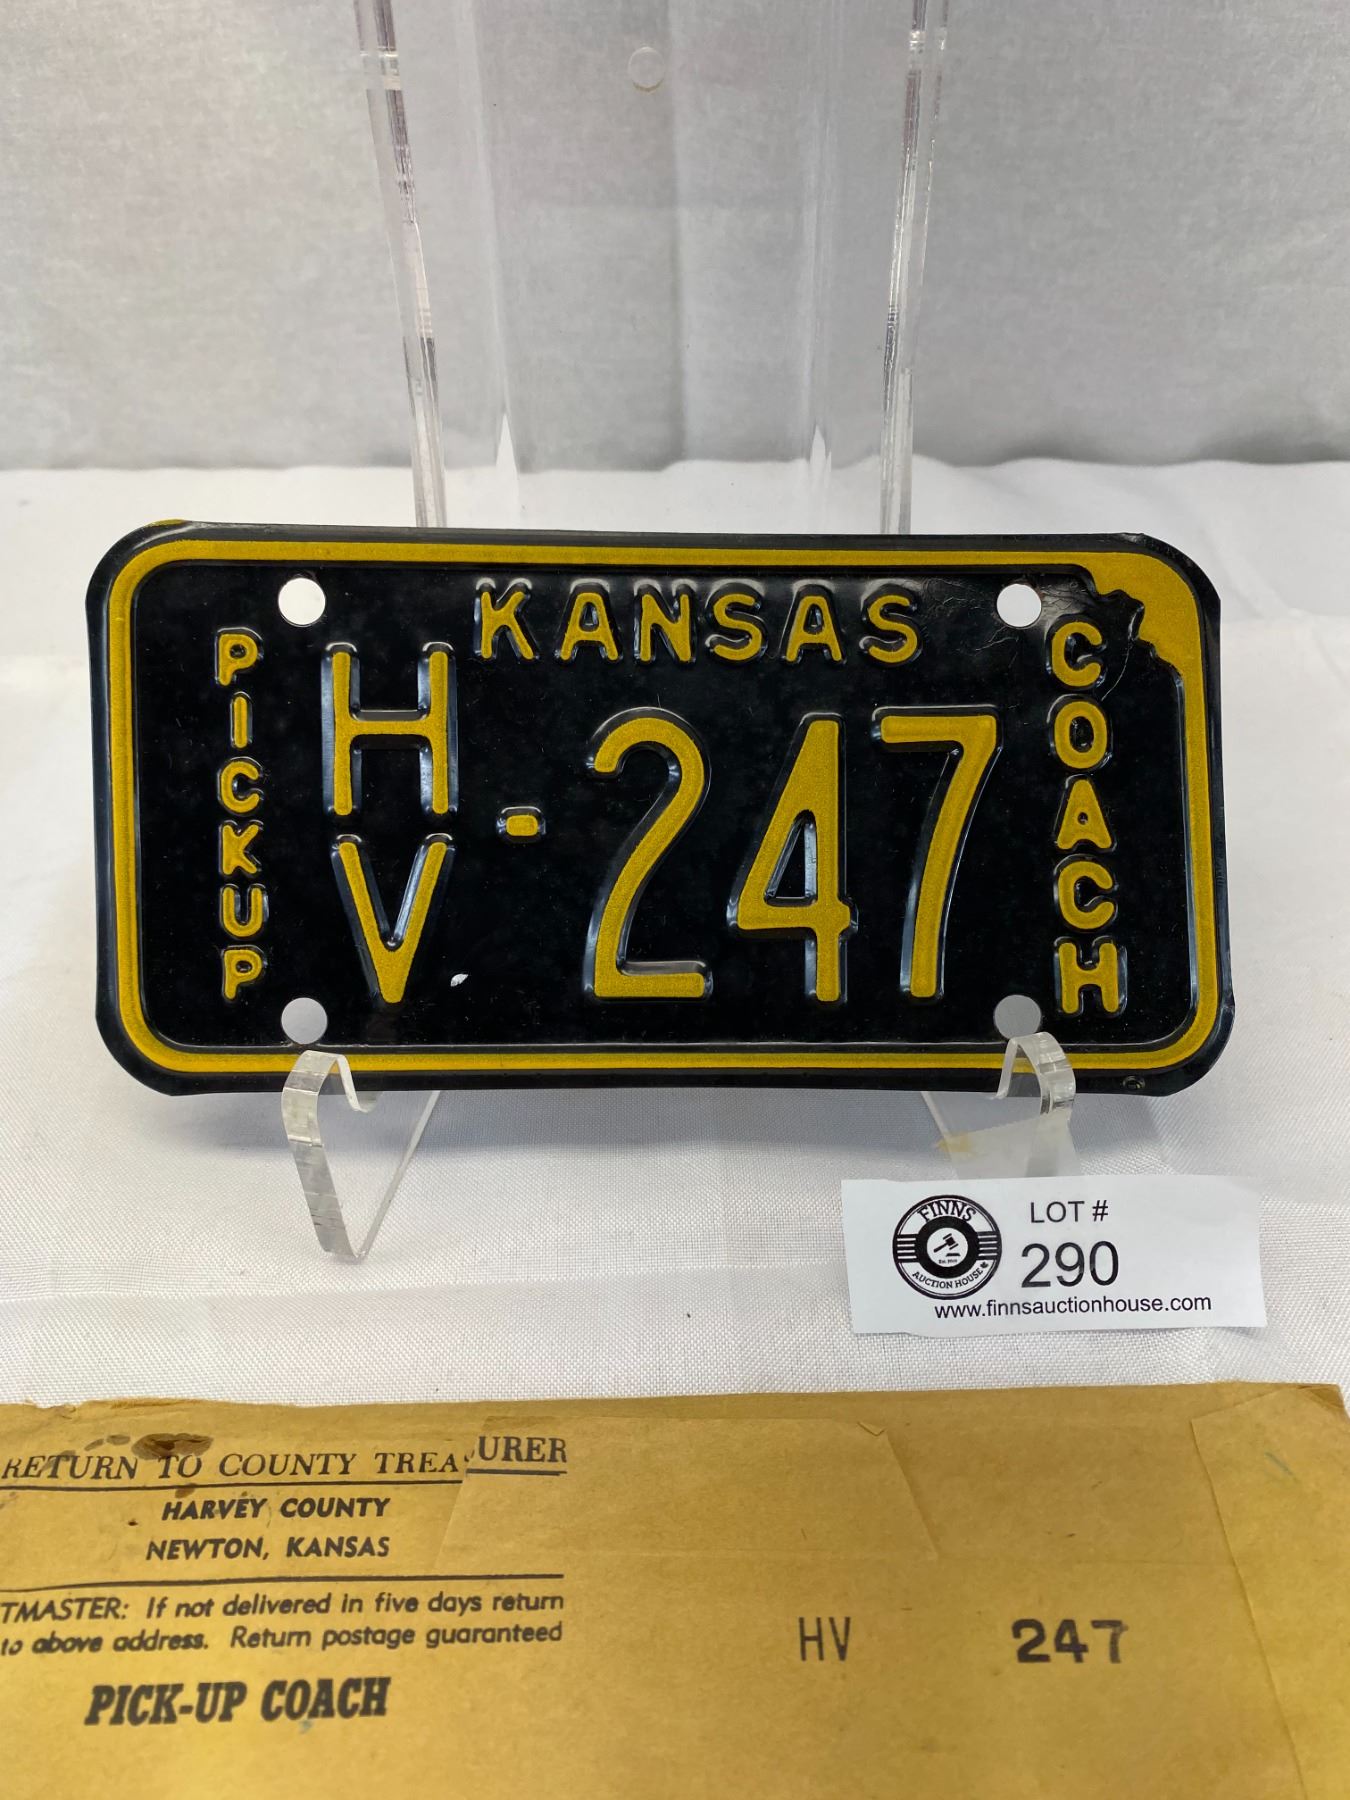 KANSAS
PICKUP
HV-247
COACH
FINNS
AUCTION HOUSE
LOT #
290
www.finnsauctionhouse.com
RETURN TO COUNTY TREASURER
HARVEY COUNTY
NEWTON, KANSAS
TMASTER: If not delivered in five days return
to above address. Return postage guaranteed
HV 247
PICK-UP COACH